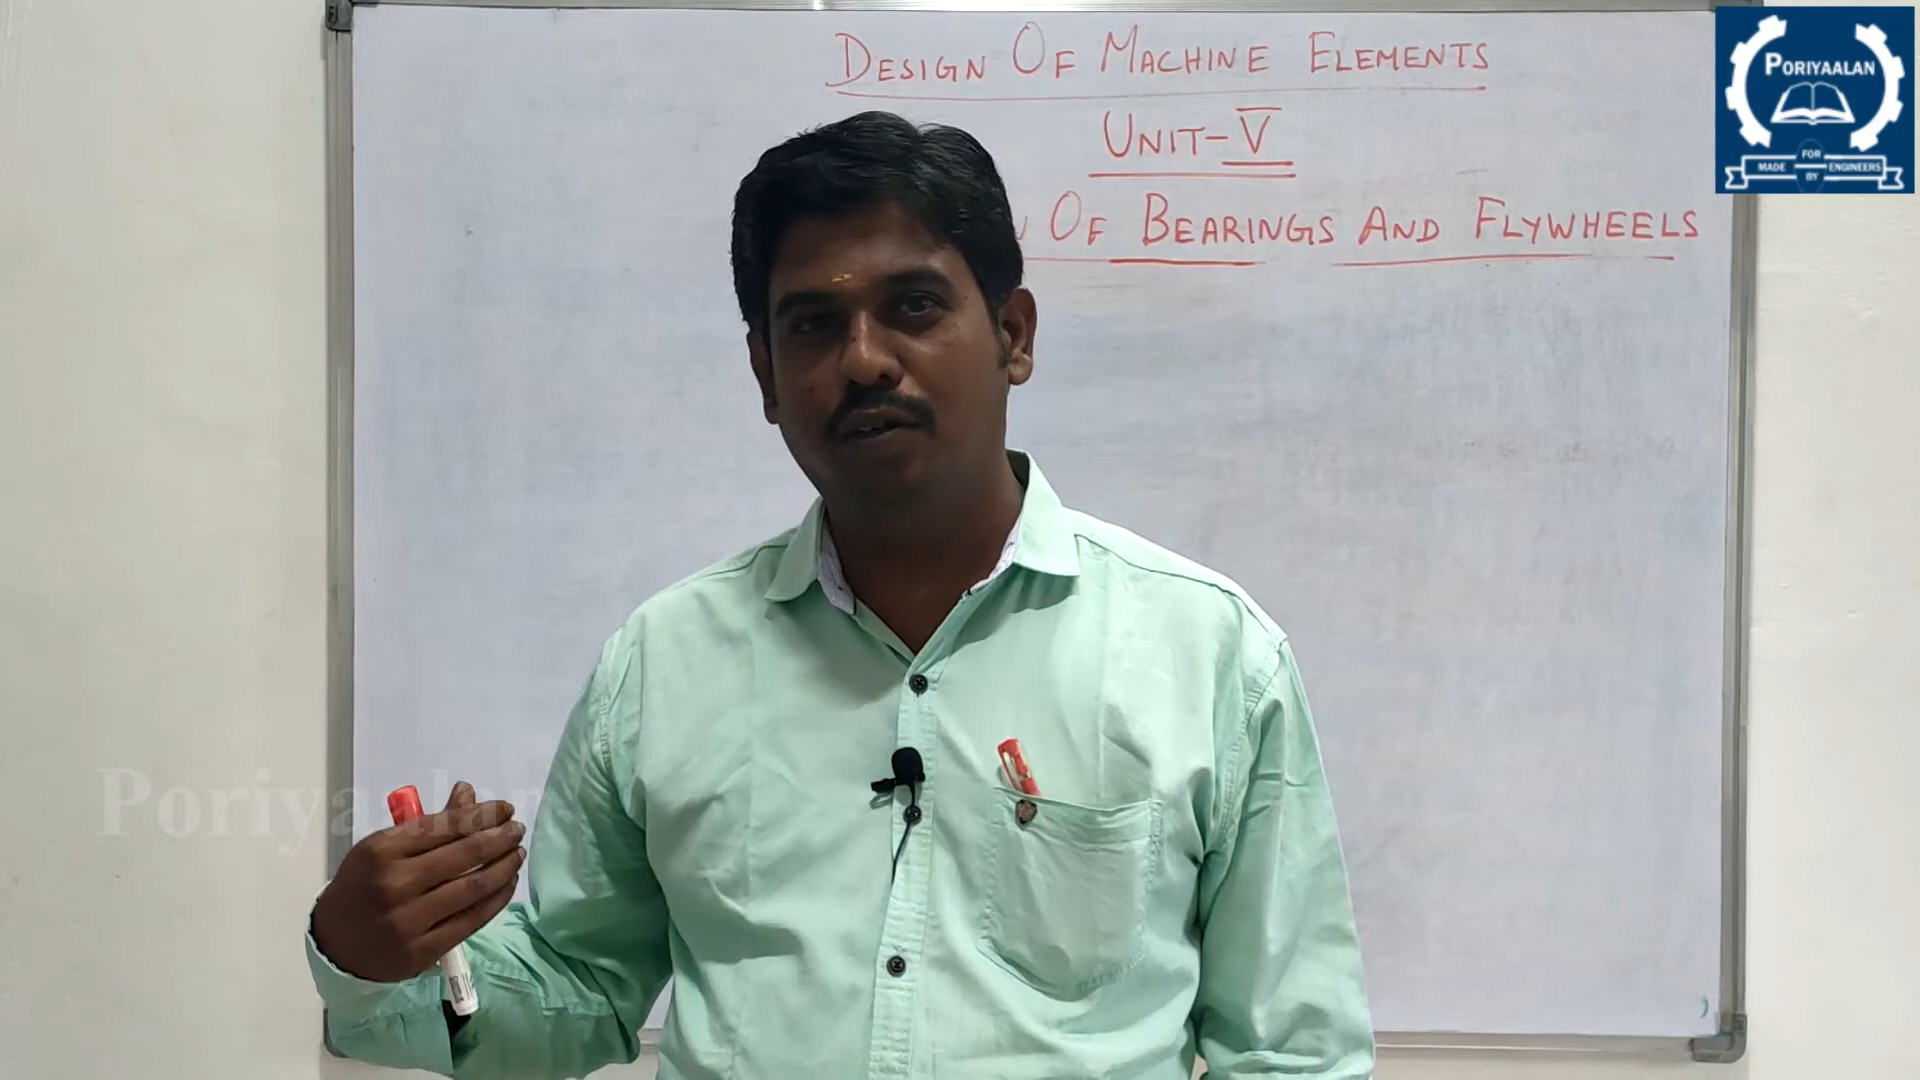 DESIGN OF MACHINE ELEMENTS
UNIT-V
OF BEARINGS AND FLYWHEELS
PORIYAALAN
MADE FOR BY ENGINEERS
Poriyaalan